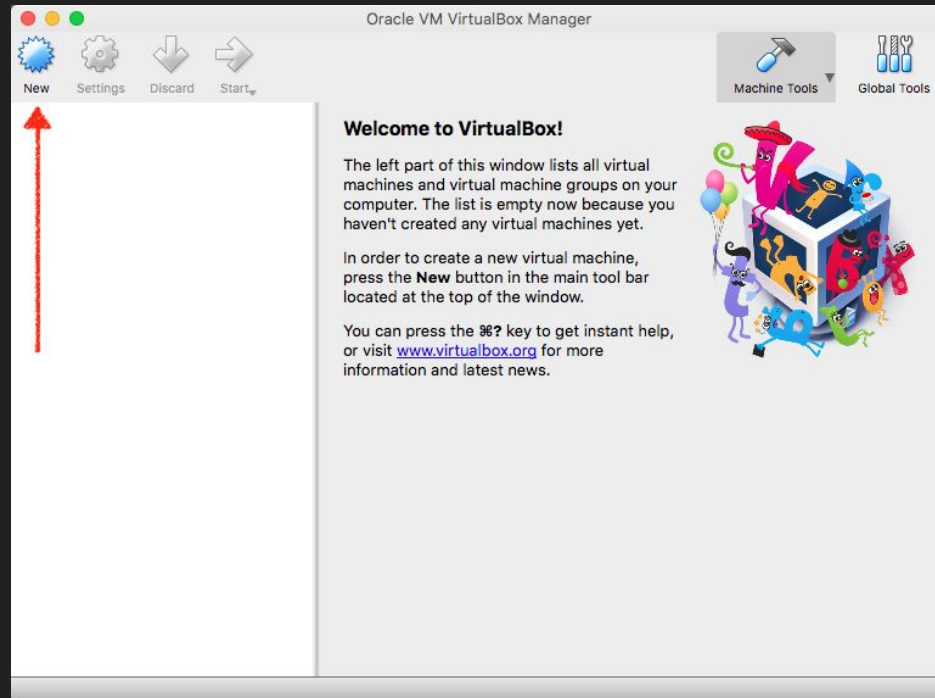 Oracle VM VirtualBox Manager
New
Settings
Discard
Start
Machine Tools
Global Tools
Welcome to VirtualBox!
The left part of this window lists all virtual
machines and virtual machine groups on your
computer. The list is empty now because you
haven't created any virtual machines yet.
In order to create a new virtual machine,
press the New button in the main tool bar
located at the top of the window.
You can press the ⌘? key to get instant help,
or visit www.virtualbox.org for more
information and latest news.